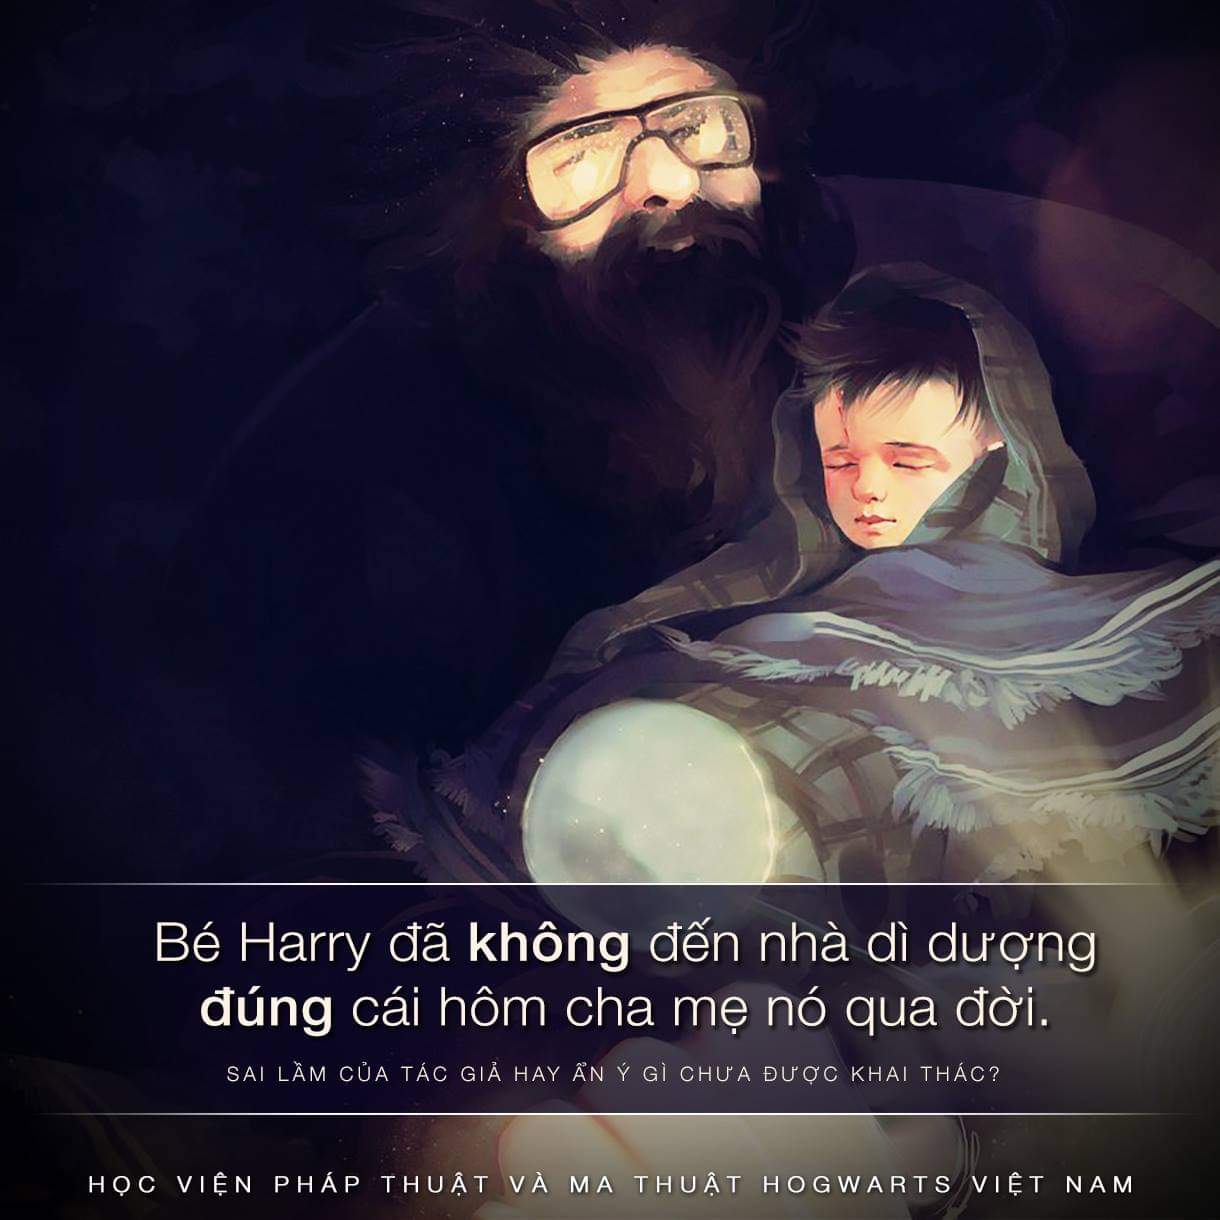 Bé Harry đã không đến nhà dì dượng
đúng cái hôm cha mẹ nó qua đời.
SAI LẦM CỦA TÁC GIẢ HAY ẨN Ý GÌ CHƯA ĐƯỢC KHAI THÁC?
HỌC VIỆN PHÁP THUẬT VÀ MA THUẬT HOGWARTS VIỆT NAM